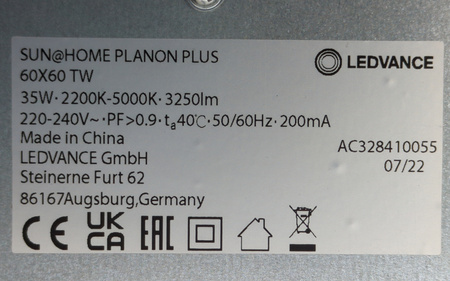 SUN@HOME PLANON PLUS
60X60 TW
LEDVANCE
35W · 2200K-5000K · 3250lm
220-240V~ · PF>0.9 · ta40℃ · 50/60Hz · 200mA
Made in China
LEDVANCE GmbH
Steinerne Furt 62
86167Augsburg,Germany
AC328410055
07/22
CE UK CA EAC